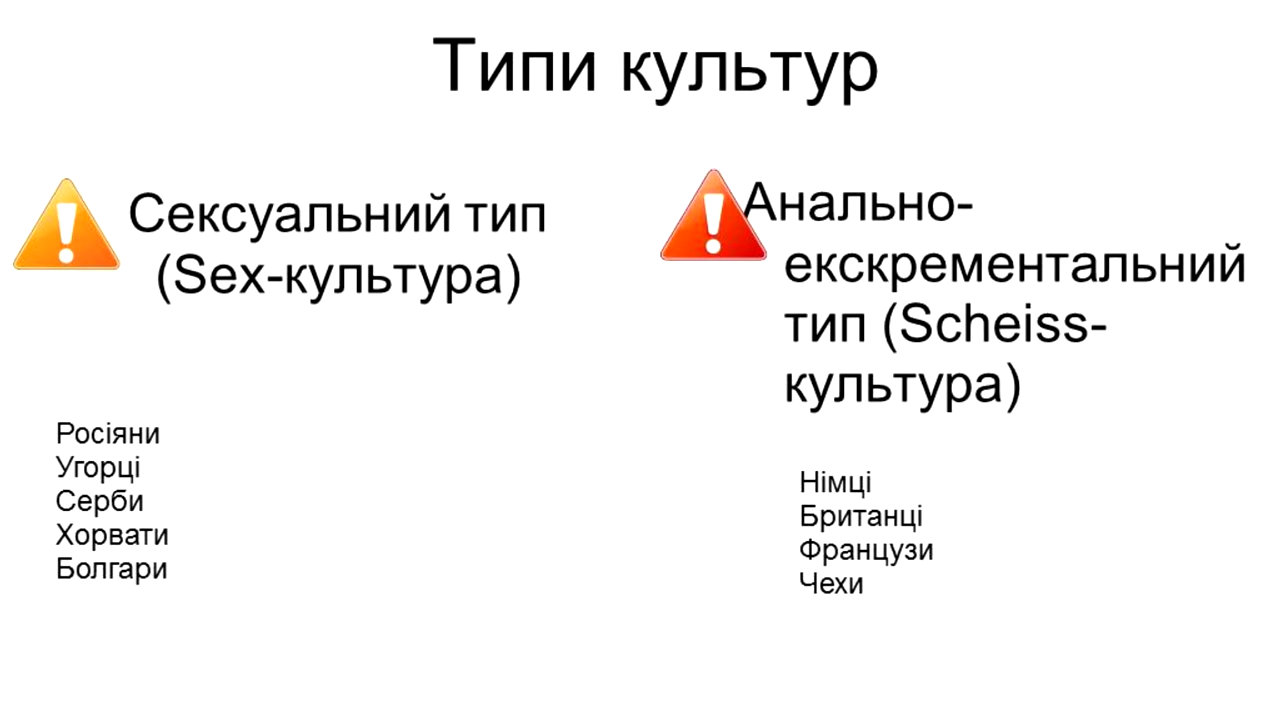 Типи культур
Сексуальний тип
(Sex-культура)
Анально-
екскрементальний
тип (Scheiss-
культура)
Росіяни
Угорці
Серби
Хорвати
Болгари
Німці
Британці
Французи
Чехи